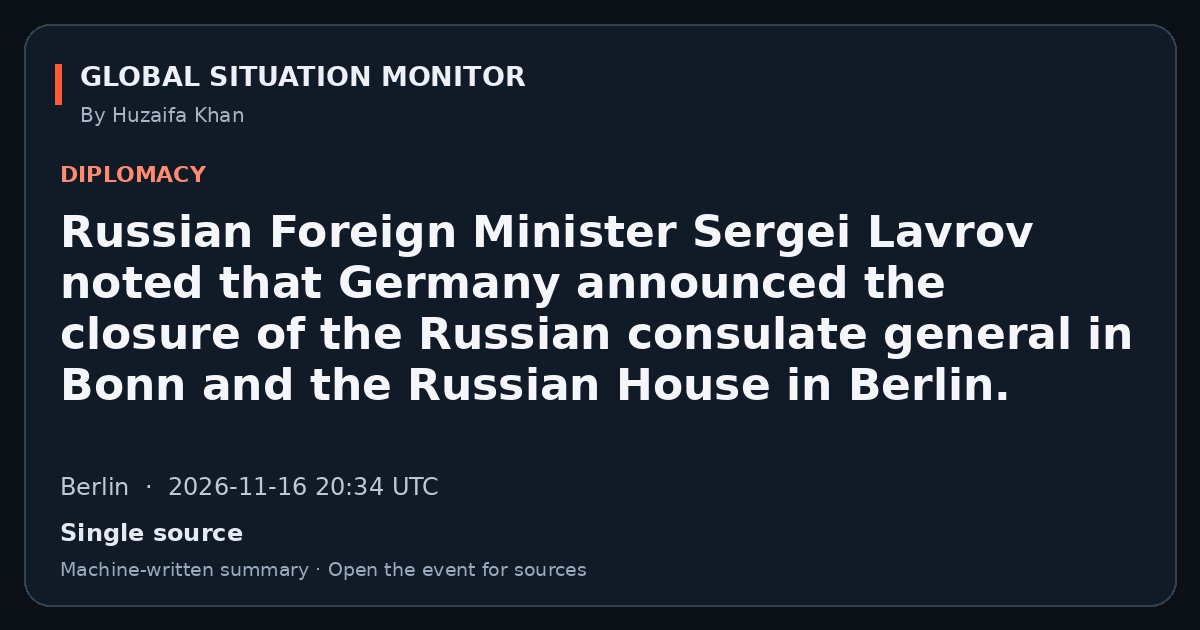 GLOBAL SITUATION MONITOR
By Huzaifa Khan
DIPLOMACY
Russian Foreign Minister Sergei Lavrov
noted that Germany announced the
closure of the Russian consulate general in
Bonn and the Russian House in Berlin.
Berlin · 2026-11-16 20:34 UTC
Single source
Machine-written summary · Open the event for sources